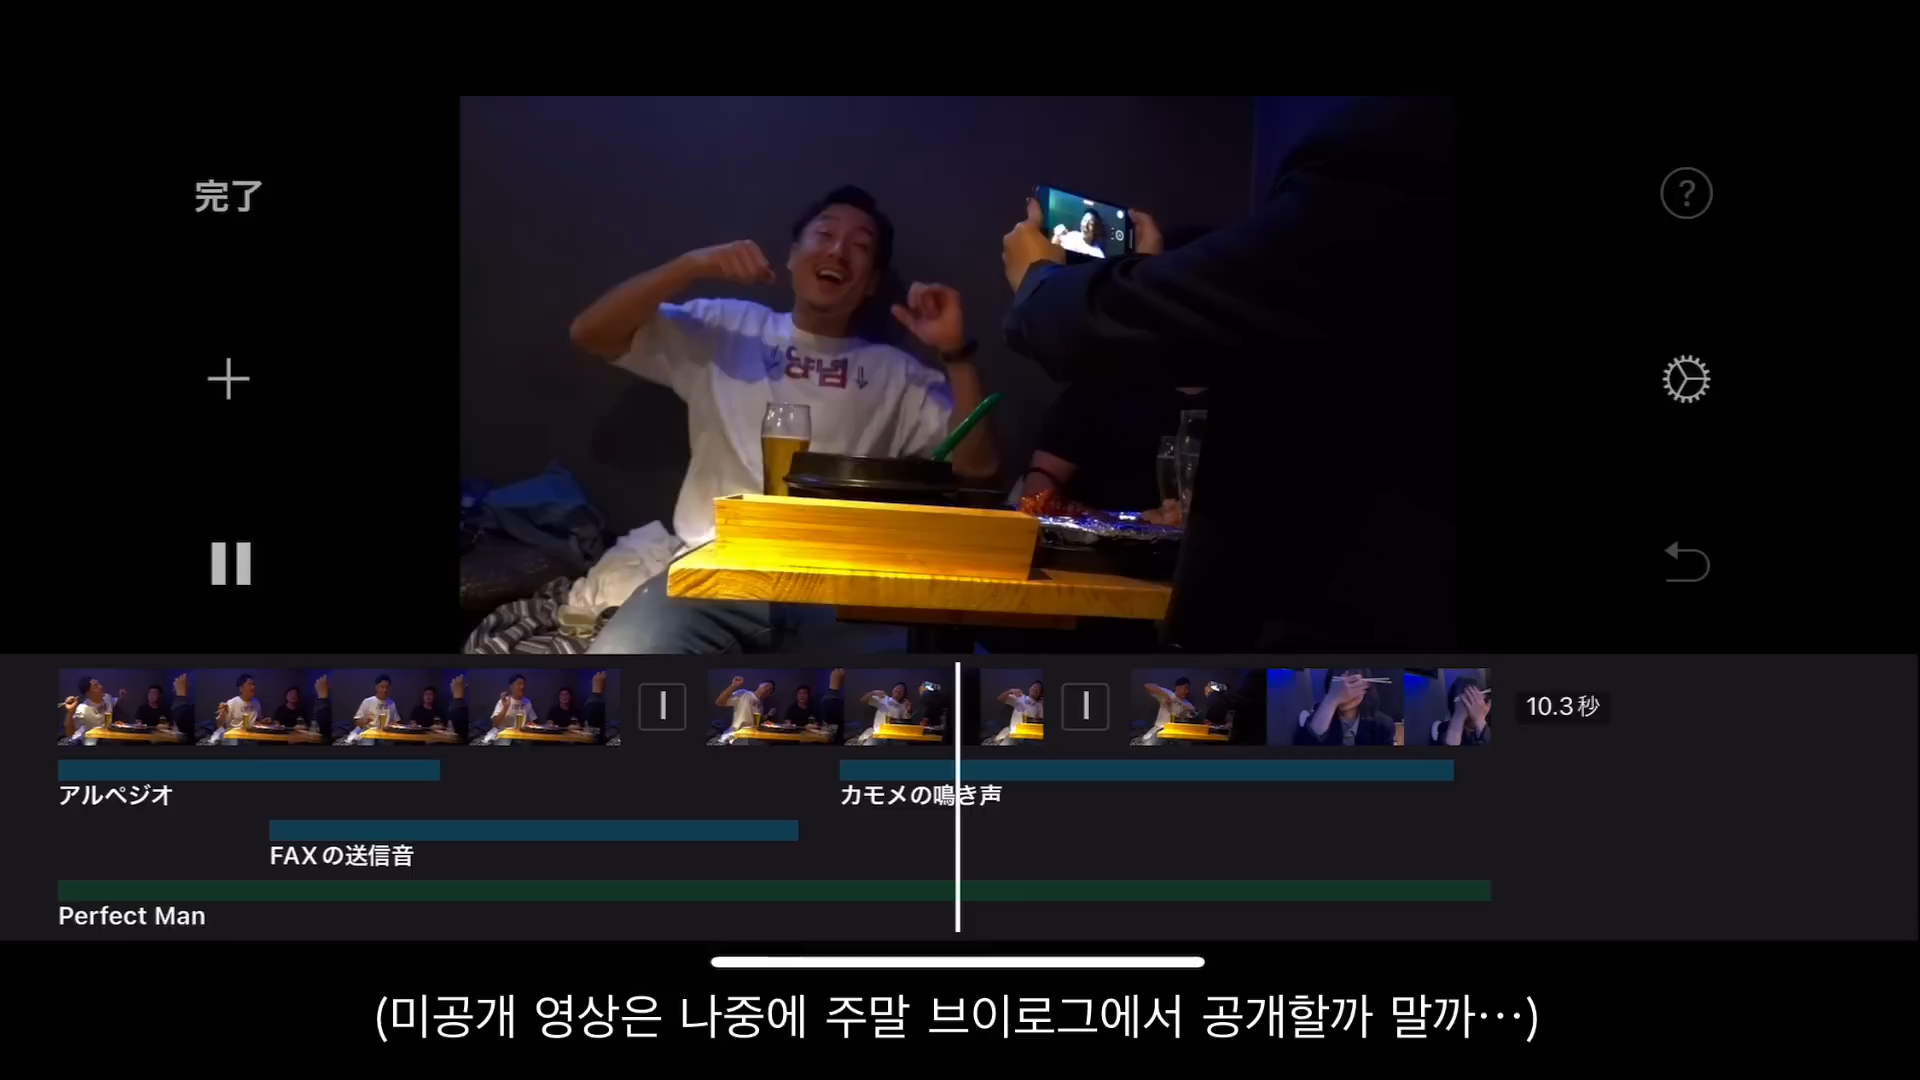 完了
?
양념
10.3秒
アルペジオ
カモメの鳴き声
FAXの送信音
Perfect Man
(미공개 영상은 나중에 주말 브이로그에서 공개할까 말까…)